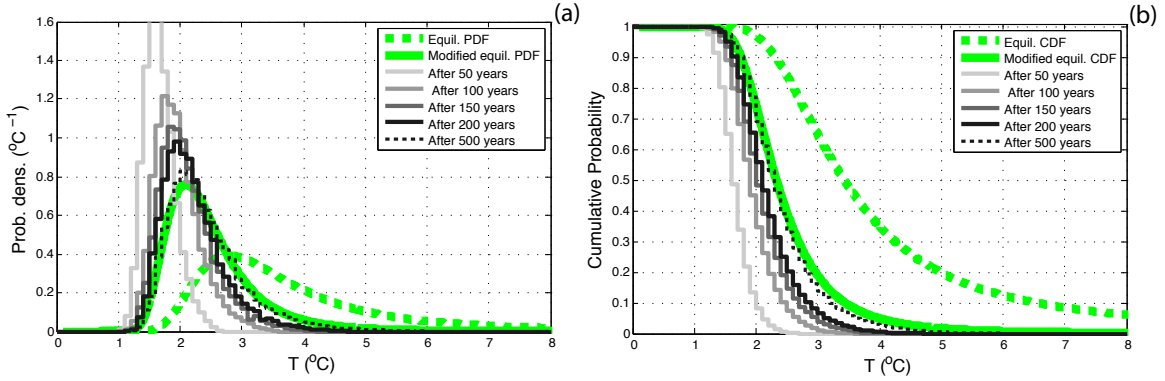 (a)
1.6
1.4
1.2
1
0.8
0.6
0.4
0.2
0
Prob. dens. (°C⁻¹)
Equil. PDF
Modified equil. PDF
After 50 years
After 100 years
After 150 years
After 200 years
After 500 years
0 1 2 3 4 5 6 7 8
T (°C)
(b)
1
0.9
0.8
0.7
0.6
0.5
0.4
0.3
0.2
0.1
0
Cumulative Probability
Equil. CDF
Modified equil. CDF
After 50 years
After 100 years
After 150 years
After 200 years
After 500 years
0 1 2 3 4 5 6 7 8
T (°C)